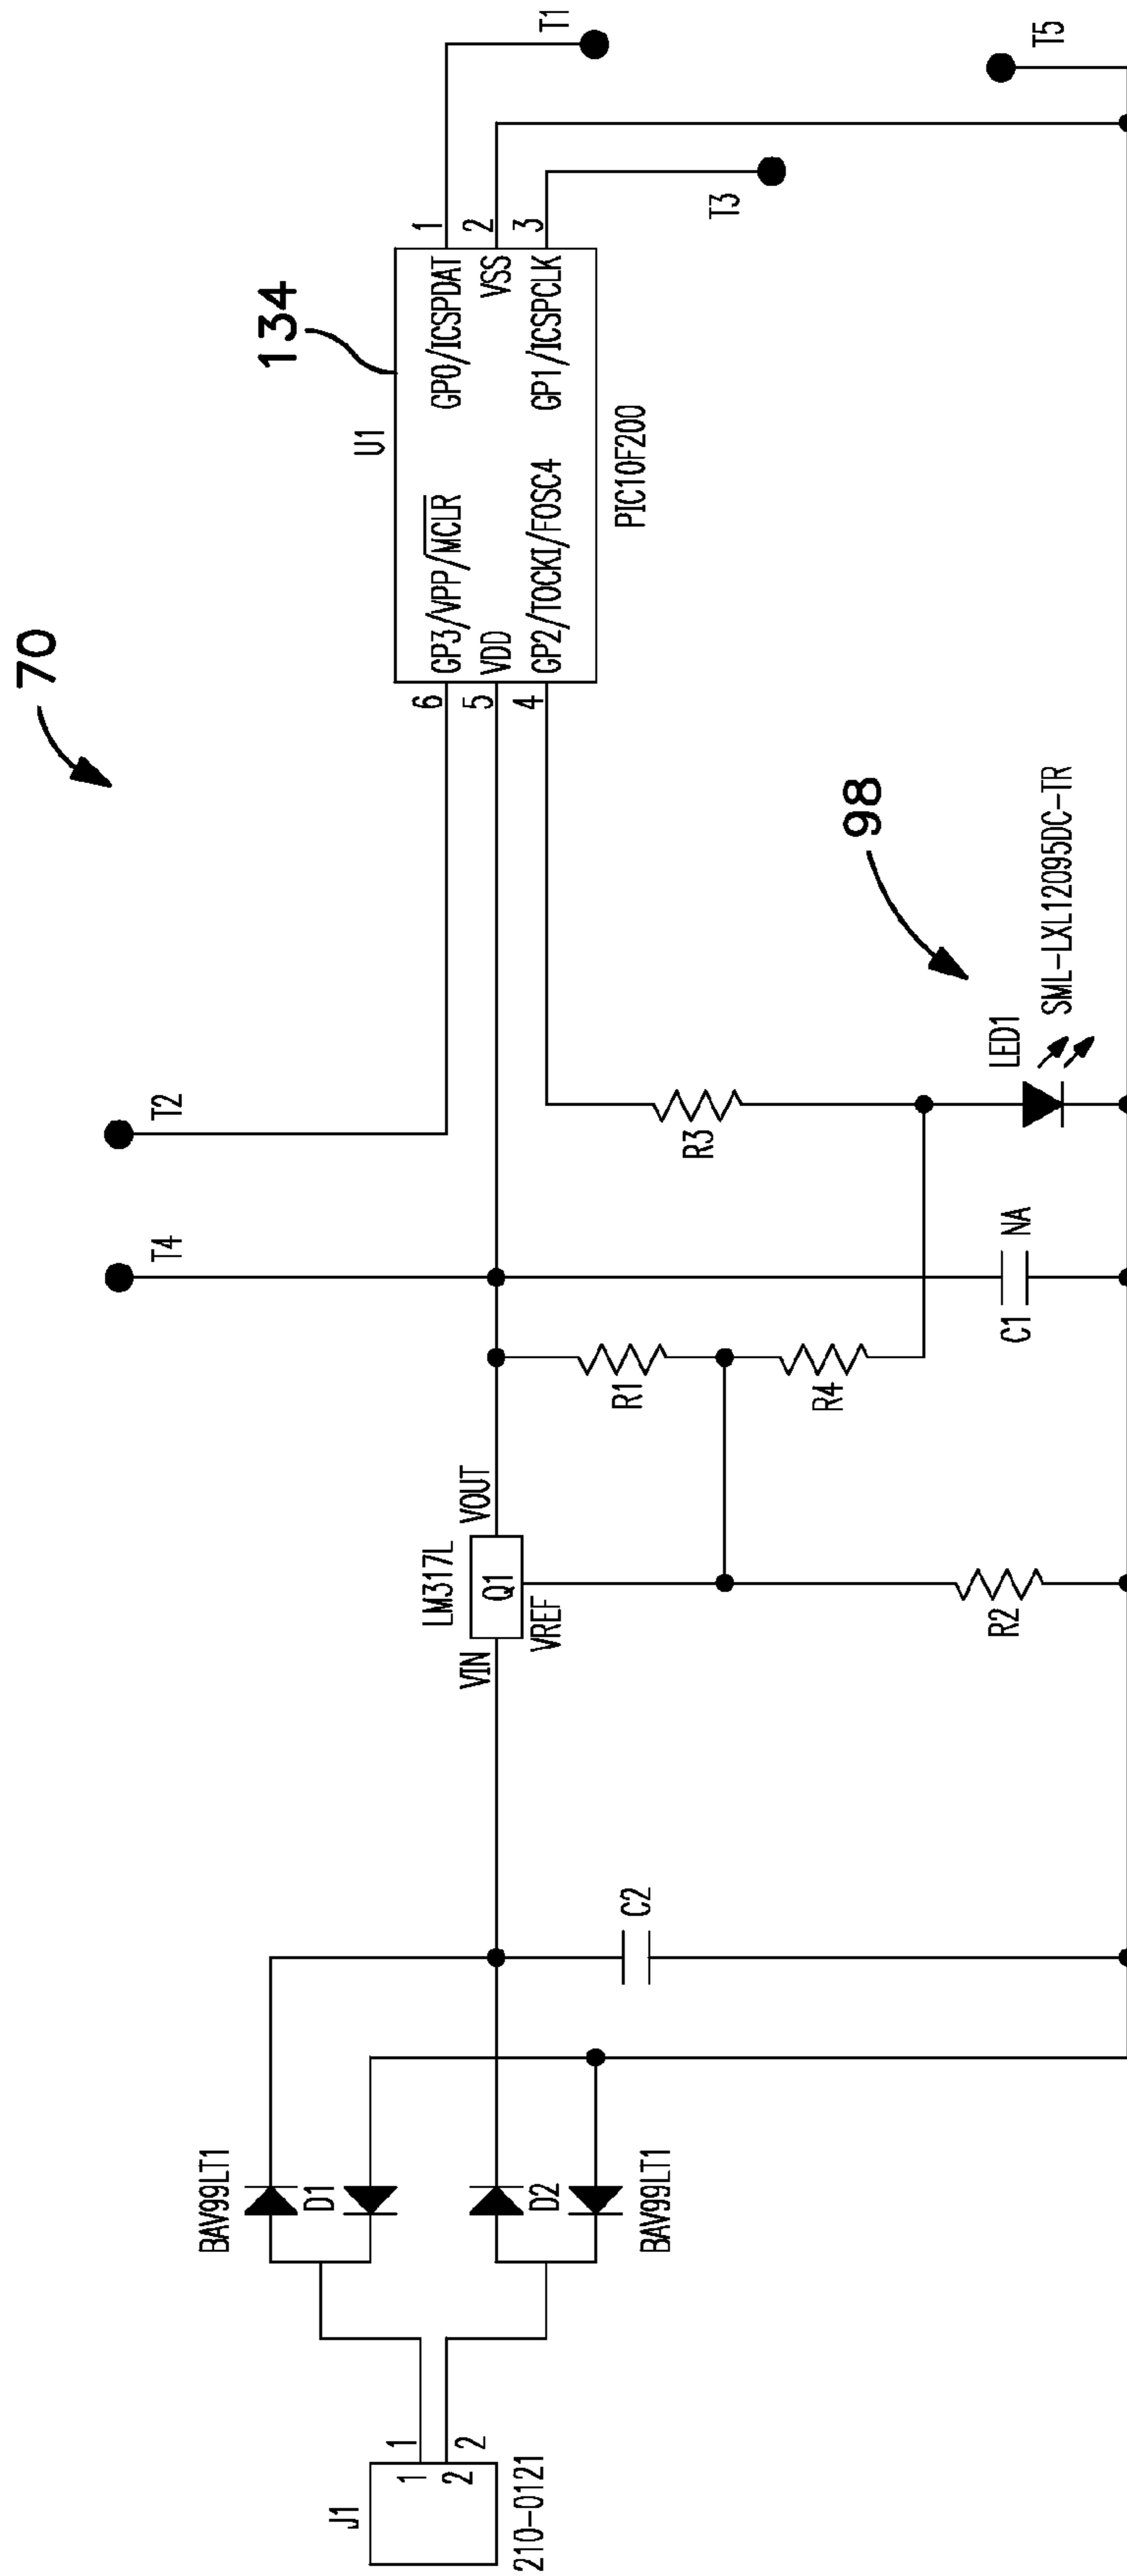 70
134
98
T1
T5
T3
T2
T4
U1
1
2
3
GP0/ICSPDAT
VSS
GP1/ICSPCLK
GP3/VPP/MCLR
VDD
GP2/TOCKI/FOSC4
6
5
4
PIC10F200
LED1
SML-LXL12095DC-TR
R3
C1
NA
R1
R4
LM317L
Q1
VIN
VOUT
VREF
R2
C2
BAV99LT1
D1
D2
BAV99LT1
J1
1
2
1
2
210-0121